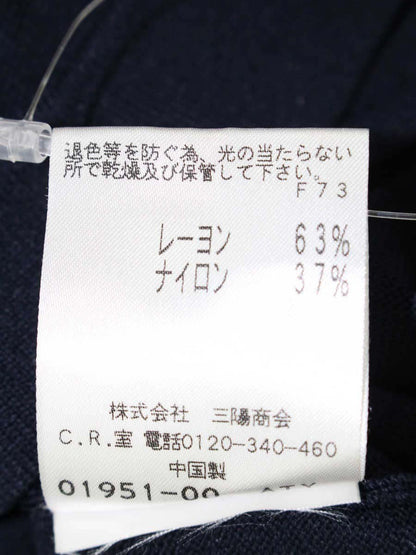 退色等を防ぐ為、光の当たらない
所で乾燥及び保管して下さい。
F73
レーヨン 63%
ナイロン 37%
株式会社 三陽商会
C.R.室 電話0120-340-460
中国製
01951-00